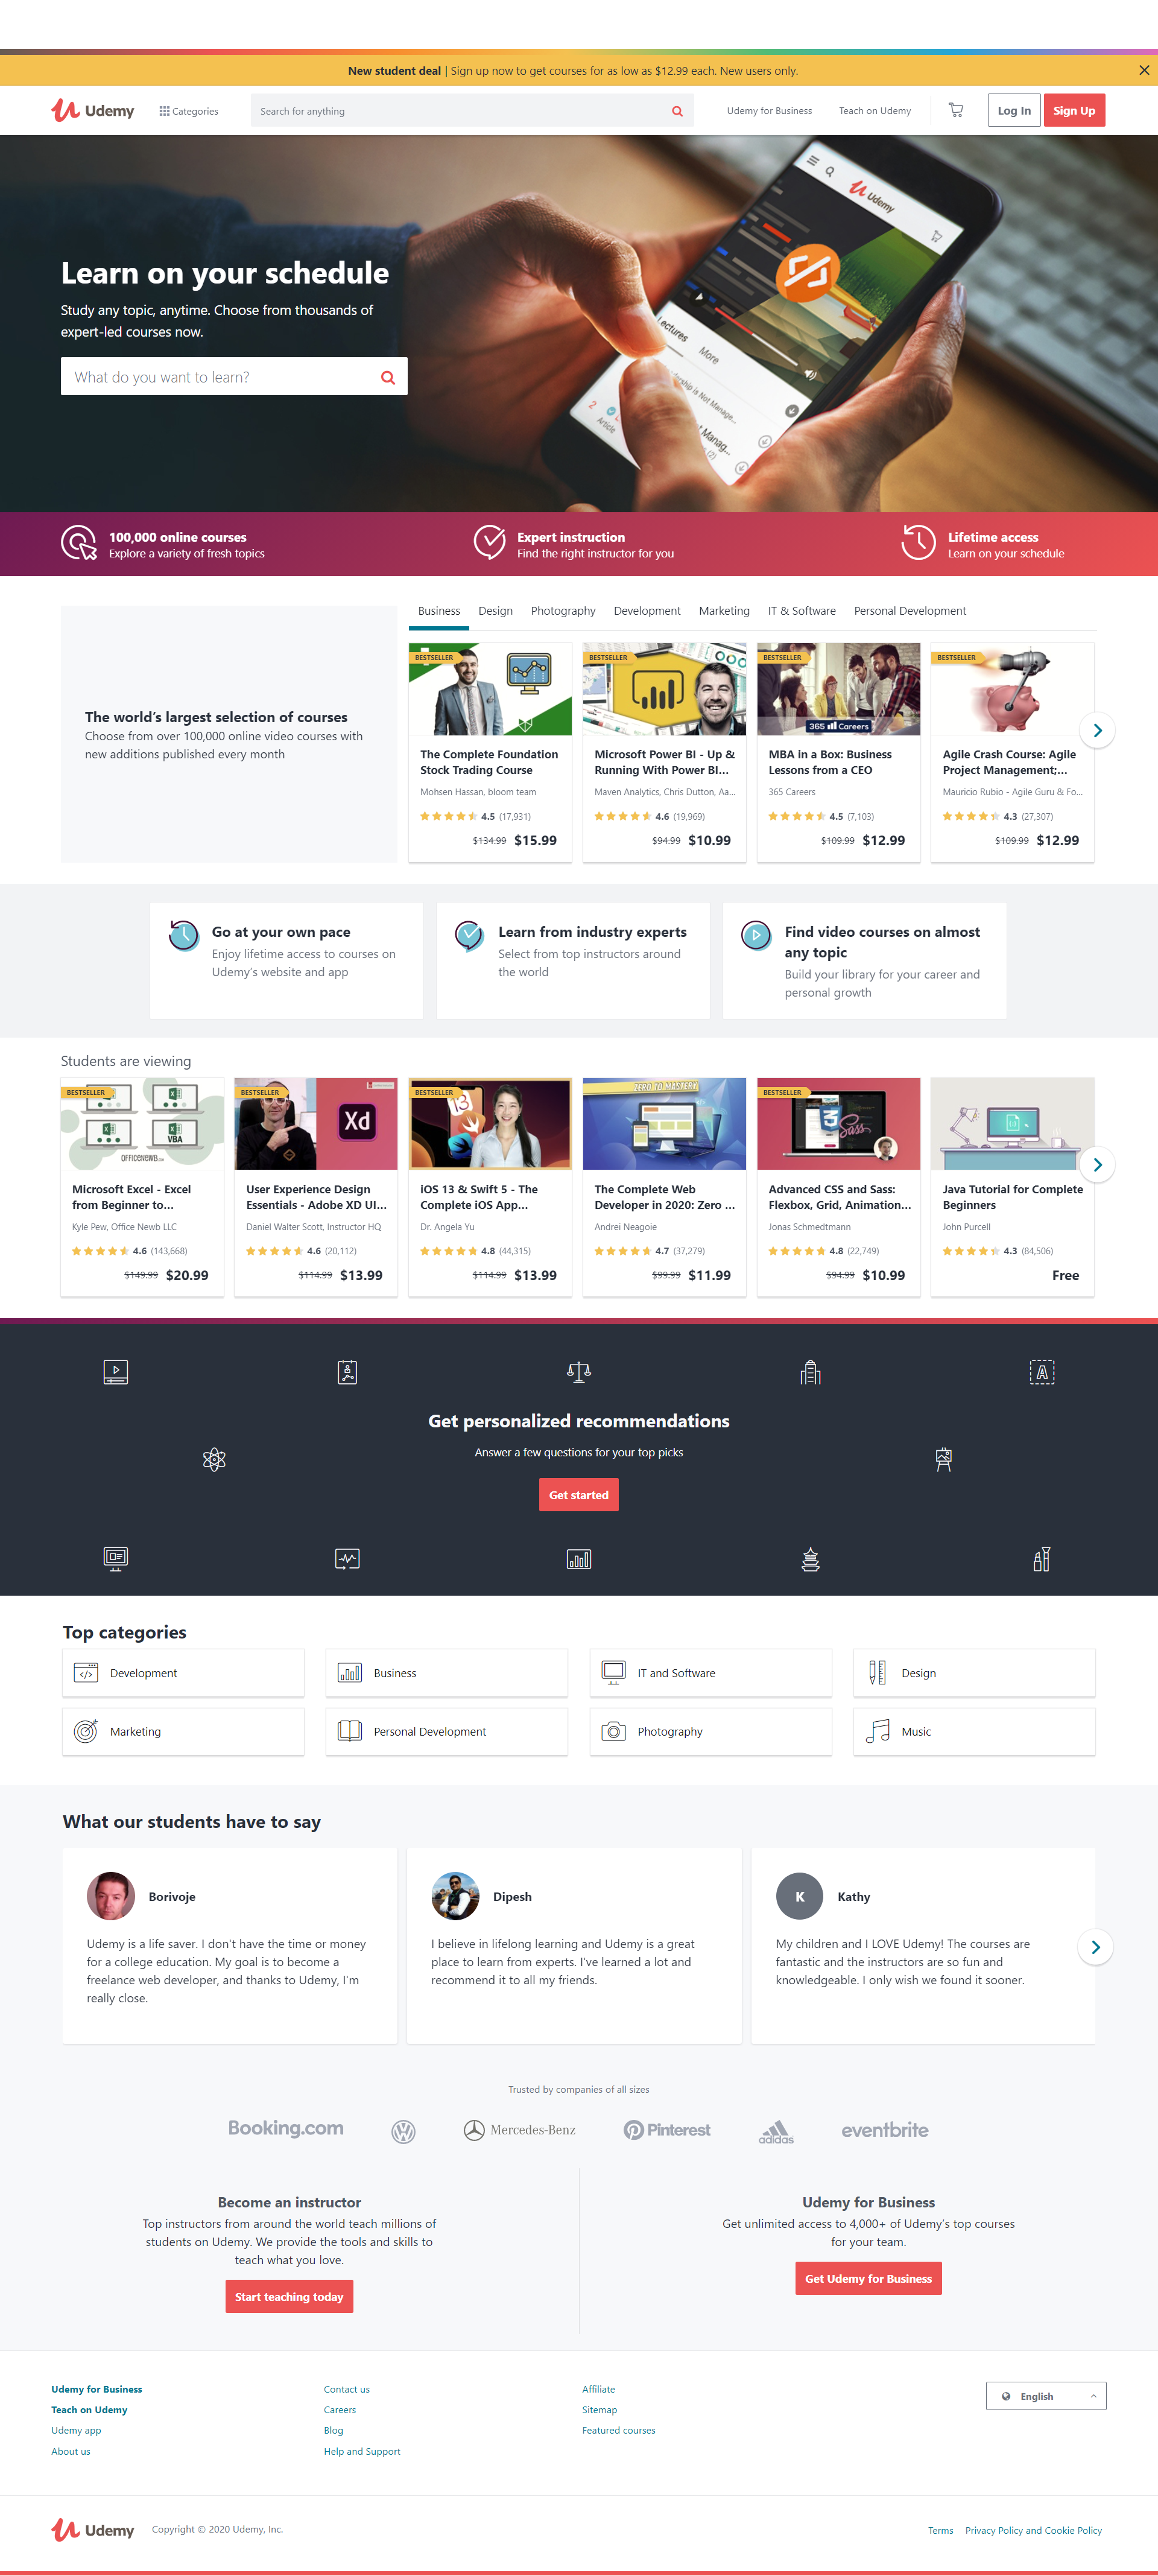 New student deal | Sign up now to get courses for as low as $12.99 each. New users only.
Udemy
Categories
Search for anything
Udemy for Business
Teach on Udemy
Log In
Sign Up
Udemy
Lectures
More
Learn on your schedule
Study any topic, anytime. Choose from thousands of
expert-led courses now.
What do you want to learn?
100,000 online courses
Explore a variety of fresh topics
Expert instruction
Find the right instructor for you
Lifetime access
Learn on your schedule
The world's largest selection of courses
Choose from over 100,000 online video courses with
new additions published every month
Business
Design
Photography
Development
Marketing
IT & Software
Personal Development
BESTSELLER
The Complete Foundation
Stock Trading Course
Mohsen Hassan, bloom team
4.5 (17,931)
$134.99 $15.99
BESTSELLER
Microsoft Power BI - Up &
Running With Power BI...
Maven Analytics, Chris Dutton, Aa...
4.6 (19,969)
$94.99 $10.99
BESTSELLER
365 Careers
MBA in a Box: Business
Lessons from a CEO
365 Careers
4.5 (7,103)
$109.99 $12.99
BESTSELLER
Agile Crash Course: Agile
Project Management;...
Mauricio Rubio - Agile Guru & Fo...
4.3 (27,307)
$109.99 $12.99
Go at your own pace
Enjoy lifetime access to courses on
Udemy's website and app
Learn from industry experts
Select from top instructors around
the world
Find video courses on almost
any topic
Build your library for your career and
personal growth
Students are viewing
BESTSELLER
VBA
OFFICENEWB.com
Microsoft Excel - Excel
from Beginner to...
Kyle Pew, Office Newb LLC
4.6 (143,668)
$149.99 $20.99
BESTSELLER
Xd
User Experience Design
Essentials - Adobe XD UI...
Daniel Walter Scott, Instructor HQ
4.6 (20,112)
$114.99 $13.99
BESTSELLER
13
iOS 13 & Swift 5 - The
Complete iOS App...
Dr. Angela Yu
4.8 (44,315)
$114.99 $13.99
ZERO TO MASTERY
The Complete Web
Developer in 2020: Zero ...
Andrei Neagoie
4.7 (37,279)
$99.99 $11.99
BESTSELLER
Sass
Advanced CSS and Sass:
Flexbox, Grid, Animation...
Jonas Schmedtmann
4.8 (22,749)
$94.99 $10.99
Java Tutorial for Complete
Beginners
John Purcell
4.3 (84,506)
Free
Get personalized recommendations
Answer a few questions for your top picks
Get started
Top categories
Development
Business
IT and Software
Design
Marketing
Personal Development
Photography
Music
What our students have to say
Borivoje
Udemy is a life saver. I don't have the time or money
for a college education. My goal is to become a
freelance web developer, and thanks to Udemy, I'm
really close.
Dipesh
I believe in lifelong learning and Udemy is a great
place to learn from experts. I've learned a lot and
recommend it to all my friends.
K
Kathy
My children and I LOVE Udemy! The courses are
fantastic and the instructors are so fun and
knowledgeable. I only wish we found it sooner.
Trusted by companies of all sizes
Booking.com
Mercedes-Benz
Pinterest
adidas
eventbrite
Become an instructor
Top instructors from around the world teach millions of
students on Udemy. We provide the tools and skills to
teach what you love.
Start teaching today
Udemy for Business
Get unlimited access to 4,000+ of Udemy's top courses
for your team.
Get Udemy for Business
Udemy for Business
Teach on Udemy
Udemy app
About us
Contact us
Careers
Blog
Help and Support
Affiliate
Sitemap
Featured courses
English
Udemy
Copyright © 2020 Udemy, Inc.
Terms
Privacy Policy and Cookie Policy